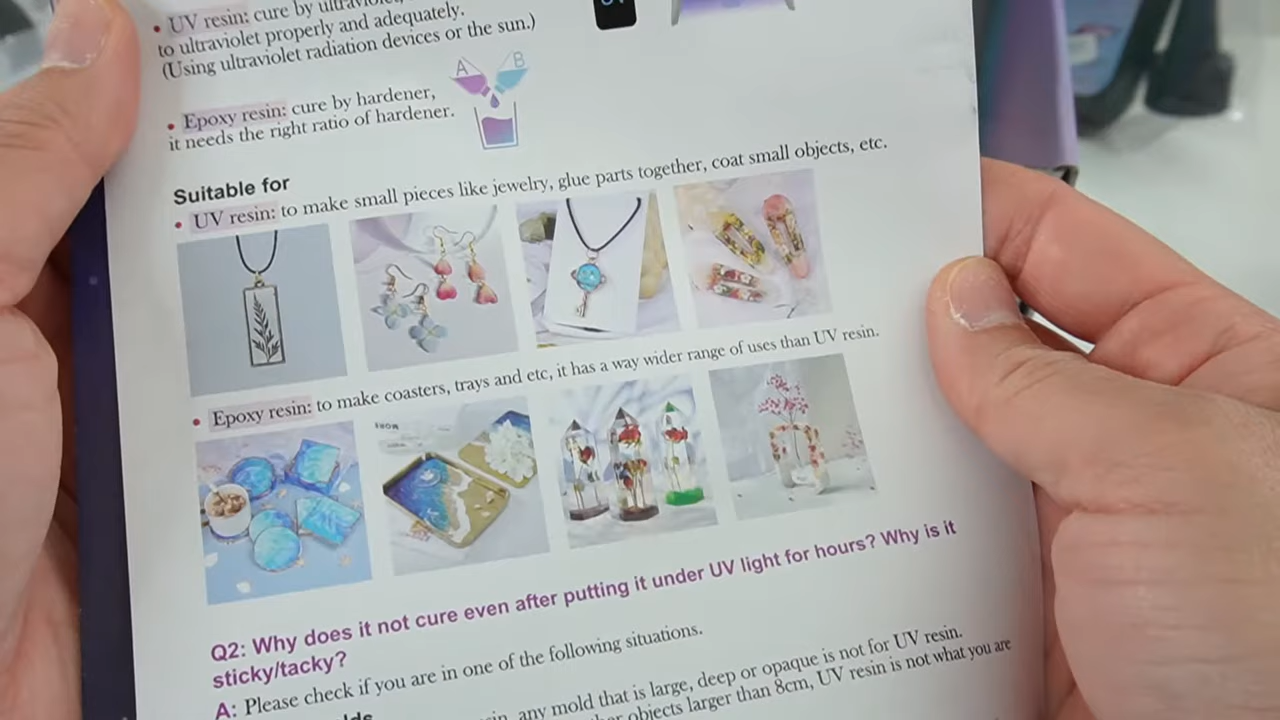 • UV resin: cure by
to ultraviolet properly and adequately.
(Using ultraviolet radiation devices or the sun.)
A B
• Epoxy resin: cure by hardener,
it needs the right ratio of hardener.
Suitable for
• UV resin: to make small pieces like jewelry, glue parts together, coat small objects, etc.
• Epoxy resin: to make coasters, trays and etc, it has a way wider range of uses than UV resin.
Q2: Why does it not cure even after putting it under UV light for hours? Why is it
sticky/tacky?
A: Please check if you are in one of the following situations.
any mold that is large, deep or opaque is not for UV resin.
objects larger than 8cm, UV resin is not what you are